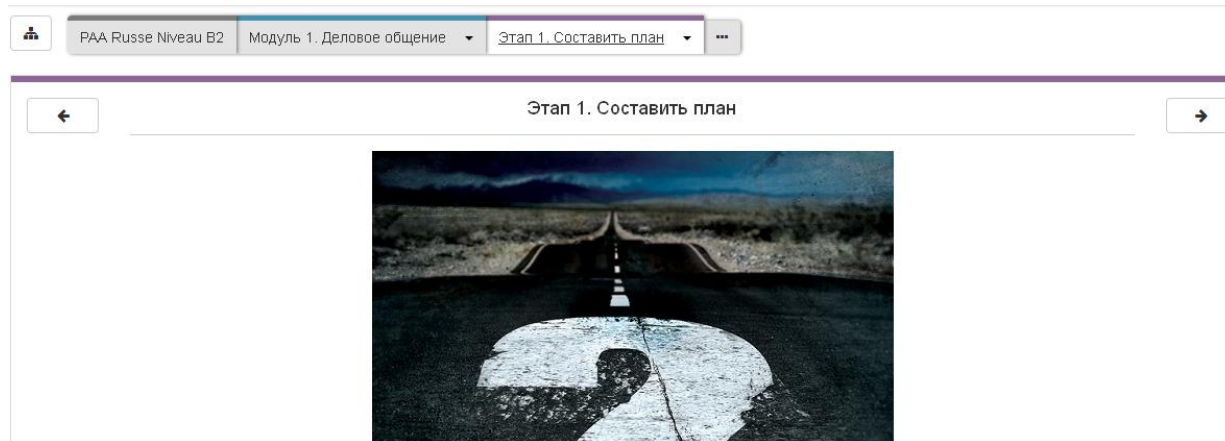 PAA Russe Niveau B2 Модуль 1. Деловое общение Этап 1. Составить план
Этап 1. Составить план